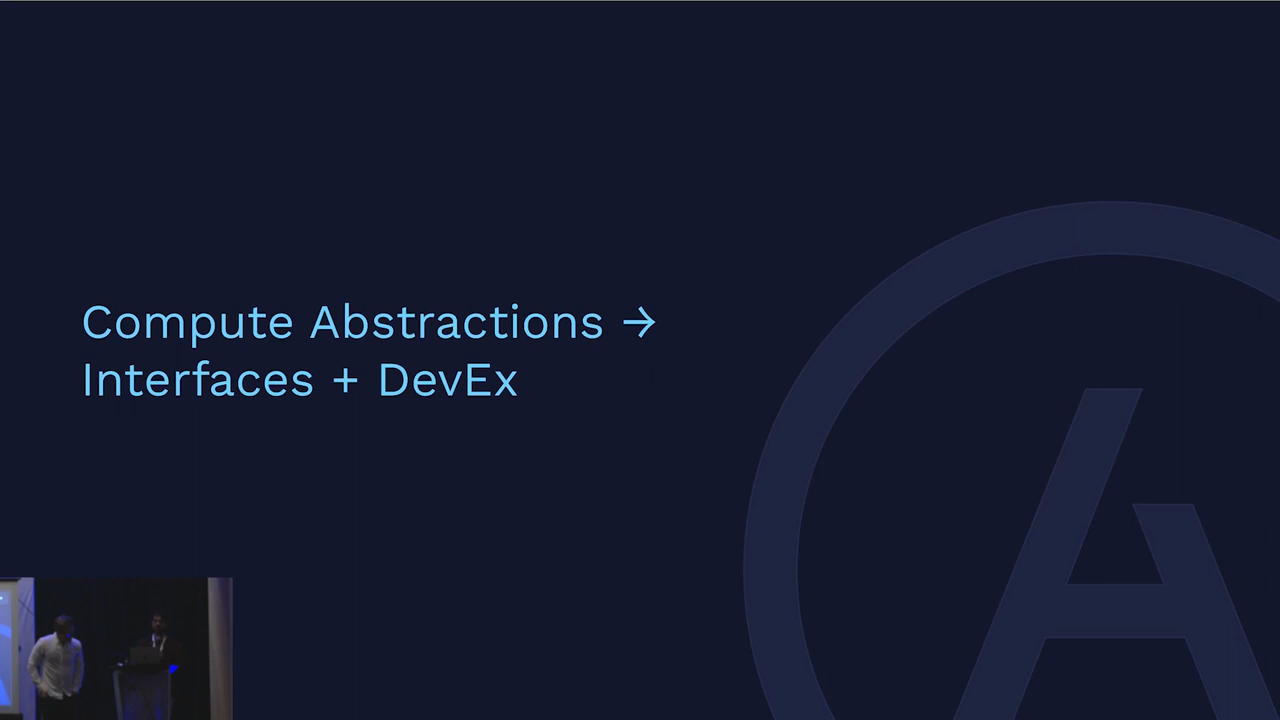 Compute Abstractions →
Interfaces + DevEx